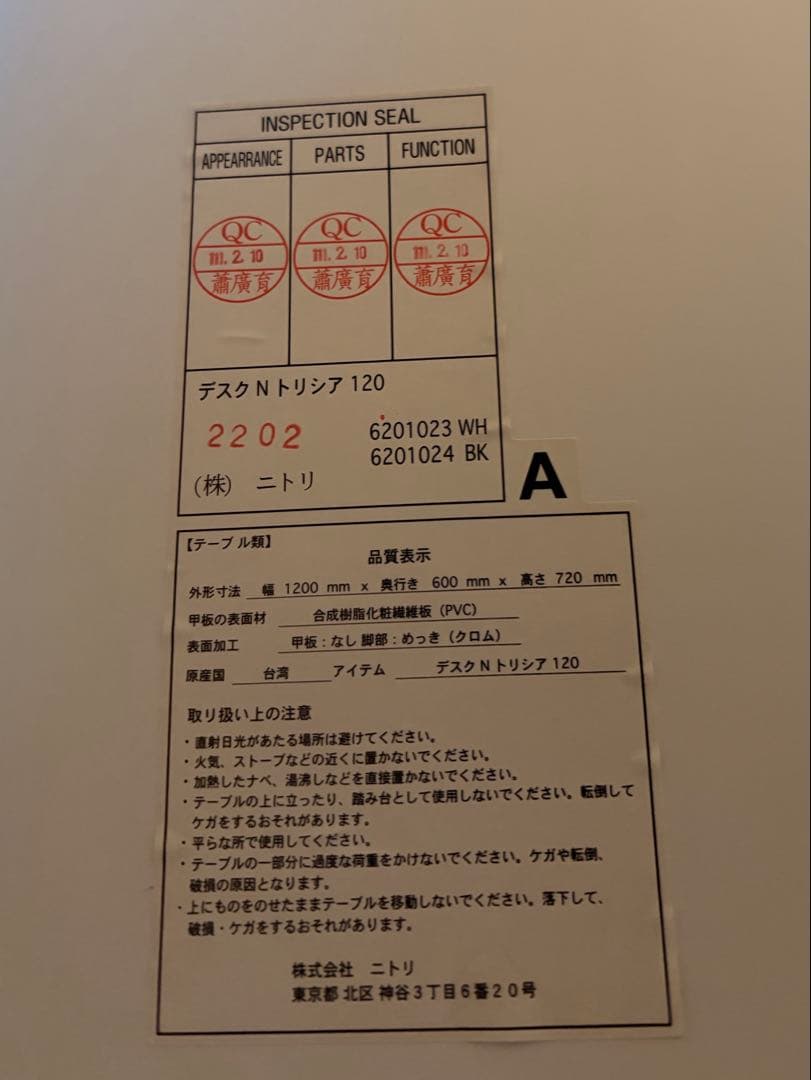 INSPECTION SEAL
APPEARRANCE PARTS FUNCTION
QC QC QC
111.2.10 111.2.10 111.2.10
蕭廣育 蕭廣育 蕭廣育
デスク N トリシア 120
2202 6201023 WH
6201024 BK
(株) ニトリ
A
【テーブル類】
品質表示
外形寸法 幅 1200 mm x 奥行き 600 mm x 高さ 720 mm
甲板の表面材 合成樹脂化粧繊維板(PVC)
表面加工 甲板:なし 脚部:めっき(クロム)
原産国 台湾 アイテム デスク N トリシア 120
取り扱い上の注意
・直射日光があたる場所は避けてください。
・火気、ストーブなどの近くに置かないでください。
・加熱したナベ、湯沸しなどを直接置かないでください。
・テーブルの上に立ったり、踏み台として使用しないでください。転倒して
ケガをするおそれがあります。
・平らな所で使用してください。
・テーブルの一部分に過度な荷重をかけないでください。ケガや転倒、
破損の原因となります。
・上にものをのせたままテーブルを移動しないでください。落下して、
破損・ケガをするおそれがあります。
株式会社 ニトリ
東京都 北区 神谷3丁目6番20号